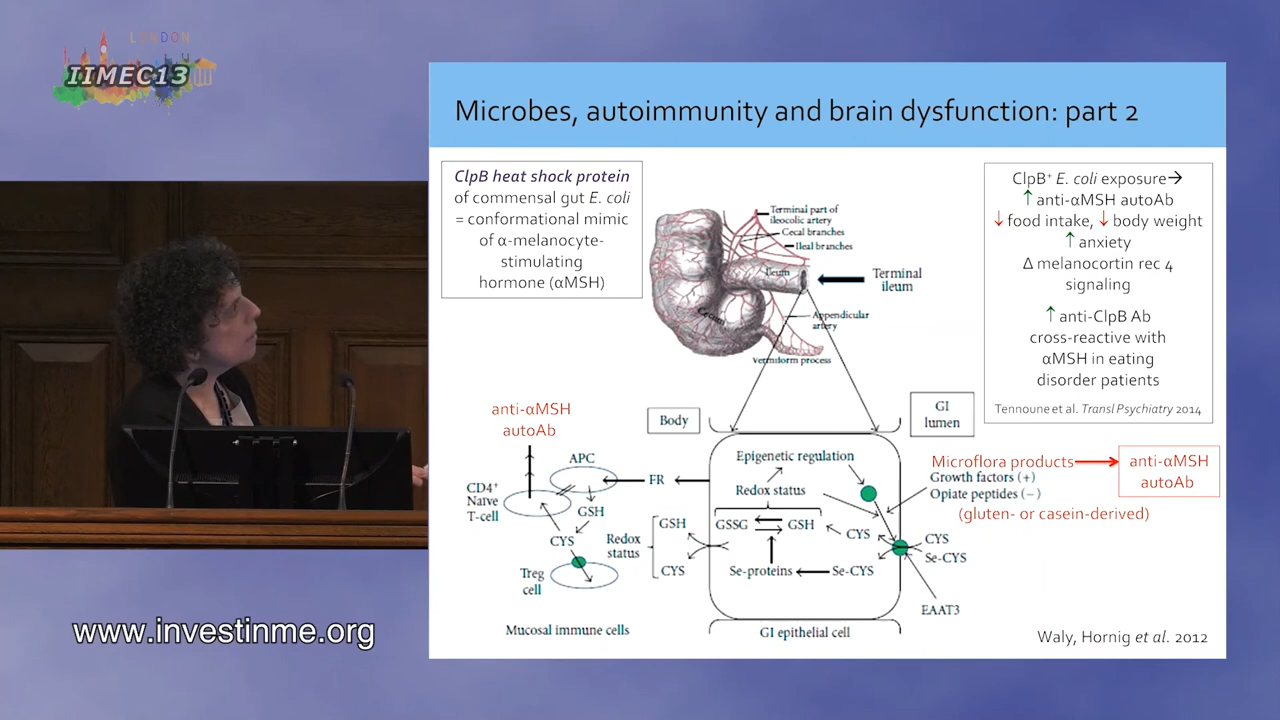 LONDON
IIMEC13
Microbes, autoimmunity and brain dysfunction: part 2
ClpB heat shock protein
of commensal gut E. coli
= conformational mimic
of α-melanocyte-
stimulating
hormone (αMSH)
Terminal part of
ileocolic artery
Cecal branches
Ileal branches
Ileum
Terminal
ileum
Cecum
Appendicular
artery
Vermiform process
ClpB⁺ E. coli exposure→
↑ anti-αMSH autoAb
↓ food intake, ↓ body weight
↑ anxiety
Δ melanocortin rec 4
signaling
↑ anti-ClpB Ab
cross-reactive with
αMSH in eating
disorder patients
Tennoune et al. Transl Psychiatry 2014
anti-αMSH
autoAb
Body
GI
lumen
APC
FR
CD4⁺
Naive
T-cell
GSH
CYS
Treg
cell
Mucosal immune cells
Redox
status
GSH
CYS
Epigenetic regulation
Redox status
GSSG
GSH
CYS
Se-proteins
Se-CYS
GI epithelial cell
Microflora products
anti-αMSH
autoAb
Growth factors (+)
Opiate peptides (−)
(gluten- or casein-derived)
CYS
Se-CYS
EAAT3
Waly, Hornig et al. 2012
www.investinme.org